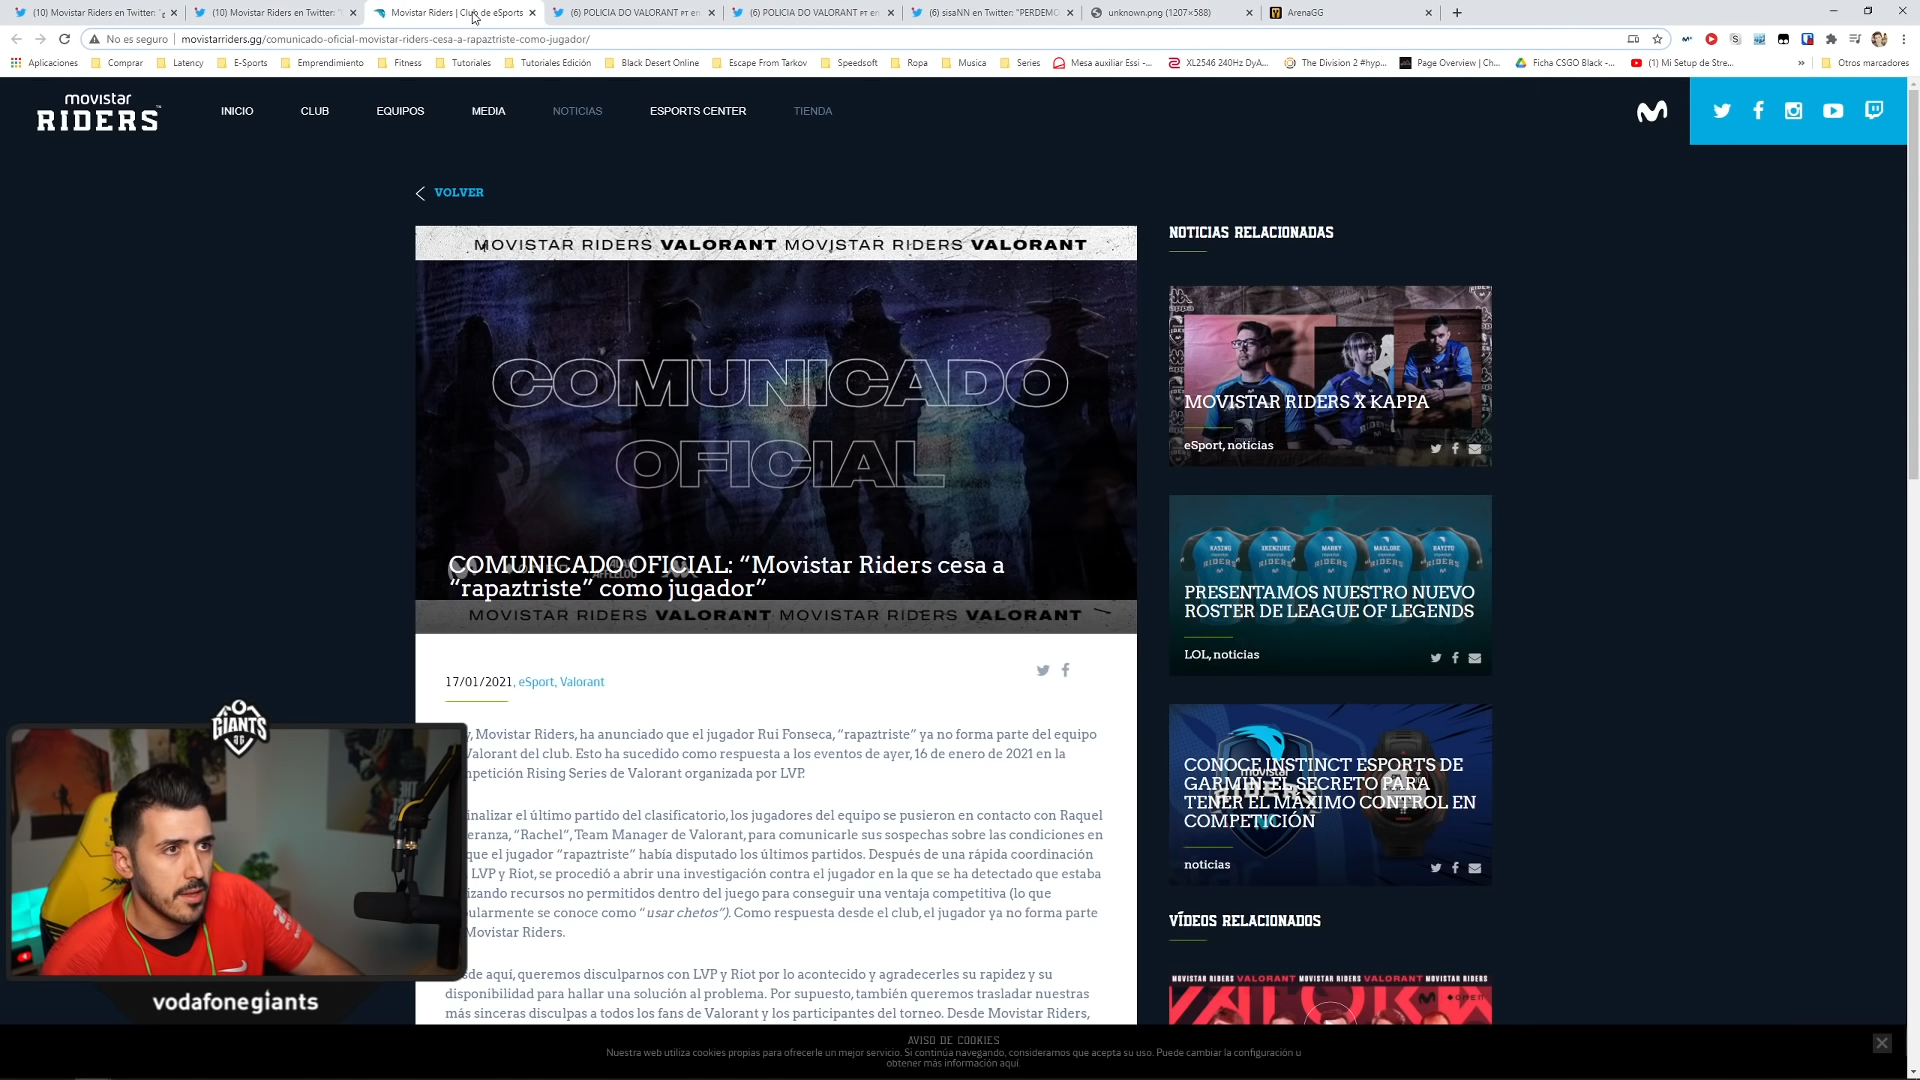 (10) Movistar Riders en Twitter: "¿
(10) Movistar Riders en Twitter: "
Movistar Riders | Club de eSports
(6) POLICIA DO VALORANT PT en
(6) POLICIA DO VALORANT PT en
(6) sisaNN en Twitter: "PERDEMO
unknown.png (1207×588)
ArenaGG
No es seguro
movistarriders.gg/comunicado-oficial-movistar-riders-cesa-a-rapaztriste-como-jugador/
Aplicaciones
Comprar
Latency
E-Sports
Emprendimiento
Fitness
Tutoriales
Tutoriales Edición
Black Desert Online
Escape From Tarkov
Speedsoft
Ropa
Musica
Series
Mesa auxiliar Essi -...
XL2546 240Hz DyA...
The Division 2 #hyp...
Page Overview | Ch...
Ficha CSGO Black -...
(1) Mi Setup de Stre...
Otros marcadores
movistar
RIDERS
INICIO
CLUB
EQUIPOS
MEDIA
NOTICIAS
ESPORTS CENTER
TIENDA
VOLVER
MOVISTAR RIDERS VALORANT MOVISTAR RIDERS VALORANT
COMUNICADO
OFICIAL
COMUNICADO OFICIAL: “Movistar Riders cesa a
“rapaztriste” como jugador”
MOVISTAR RIDERS VALORANT MOVISTAR RIDERS VALORANT
17/01/2021, eSport, Valorant
y, Movistar Riders, ha anunciado que el jugador Rui Fonseca, “rapaztriste” ya no forma parte del equipo
Valorant del club. Esto ha sucedido como respuesta a los eventos de ayer, 16 de enero de 2021 en la
mpetición Rising Series de Valorant organizada por LVP.
inalizar el último partido del clasificatorio, los jugadores del equipo se pusieron en contacto con Raquel
eranza, “Rachel“, Team Manager de Valorant, para comunicarle sus sospechas sobre las condiciones en
que el jugador “rapaztriste” había disputado los últimos partidos. Después de una rápida coordinación
LVP y Riot, se procedió a abrir una investigación contra el jugador en la que se ha detectado que estaba
izando recursos no permitidos dentro del juego para conseguir una ventaja competitiva (lo que
ularmente se conoce como “usar chetos”). Como respuesta desde el club, el jugador ya no forma parte
Movistar Riders.
sde aquí, queremos disculparnos con LVP y Riot por lo acontecido y agradecerles su rapidez y su
disponibilidad para hallar una solución al problema. Por supuesto, también queremos trasladar nuestras
más sinceras disculpas a todos los fans de Valorant y los participantes del torneo. Desde Movistar Riders,
NOTICIAS RELACIONADAS
MOVISTAR RIDERS X KAPPA
eSport, noticias
KASING
MARKY
MAXLORE
RAYITO
PRESENTAMOS NUESTRO NUEVO
ROSTER DE LEAGUE OF LEGENDS
LOL, noticias
movistar
RIDERS
CONOCE INSTINCT ESPORTS DE
GARMIN: EL SECRETO PARA
TENER EL MÁXIMO CONTROL EN
COMPETICIÓN
noticias
VÍDEOS RELACIONADOS
MOVISTAR RIDERS VALORANT MOVISTAR RIDERS VALORANT MOVISTAR RIDERS
OMEN
GIANTS
vodafonegiants
AVISO DE COOKIES
Nuestra web utiliza cookies propias para ofrecerle un mejor servicio. Si continúa navegando, consideramos que acepta su uso. Puede cambiar la configuración u
obtener más información aquí.